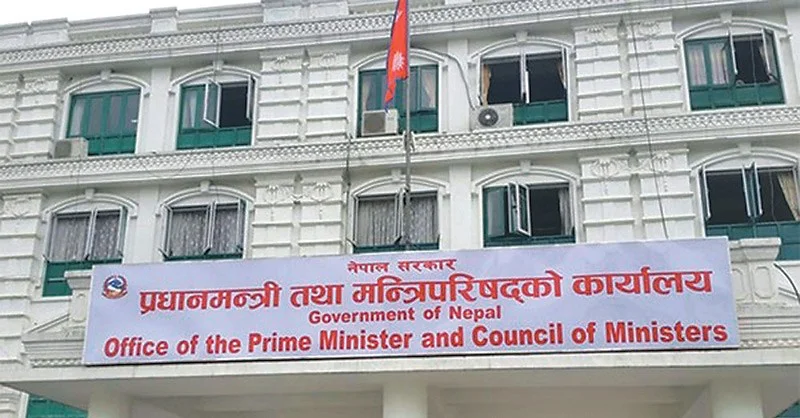 नेपाल सरकार
प्रधानमन्त्री तथा मन्त्रिपरिषद्को कार्यालय
Government of Nepal
Office of the Prime Minister and Council of Ministers